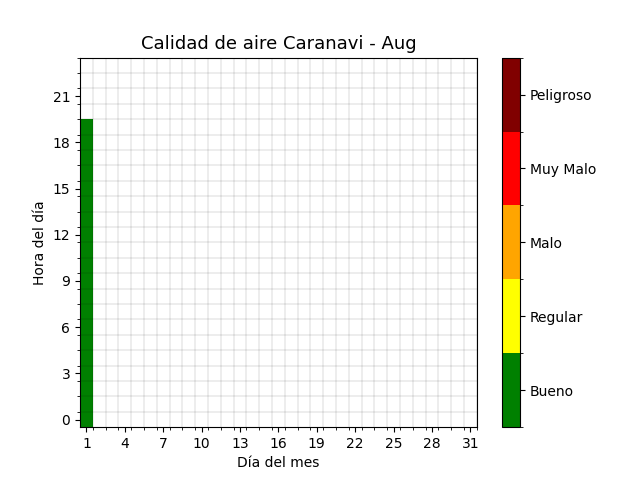 Calidad de aire Caranavi - Aug
Hora del día
21
18
15
12
9
6
3
0
1 4 7 10 13 16 19 22 25 28 31
Día del mes
Peligroso
Muy Malo
Malo
Regular
Bueno